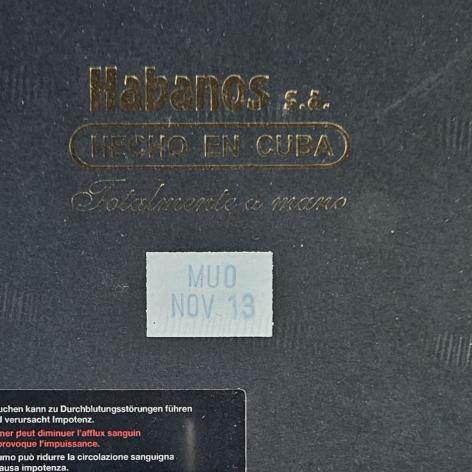 Habanos s.a.
HECHO EN CUBA
Totalmente a mano
MUO
NOV 13
uchen kann zu Durchblutungsstörungen führen
d verursacht Impotenz.
mer peut diminuer l'afflux sanguin
provoque l'impuissance.
umo può ridurre la circolazione sanguigna
ausa impotenza.